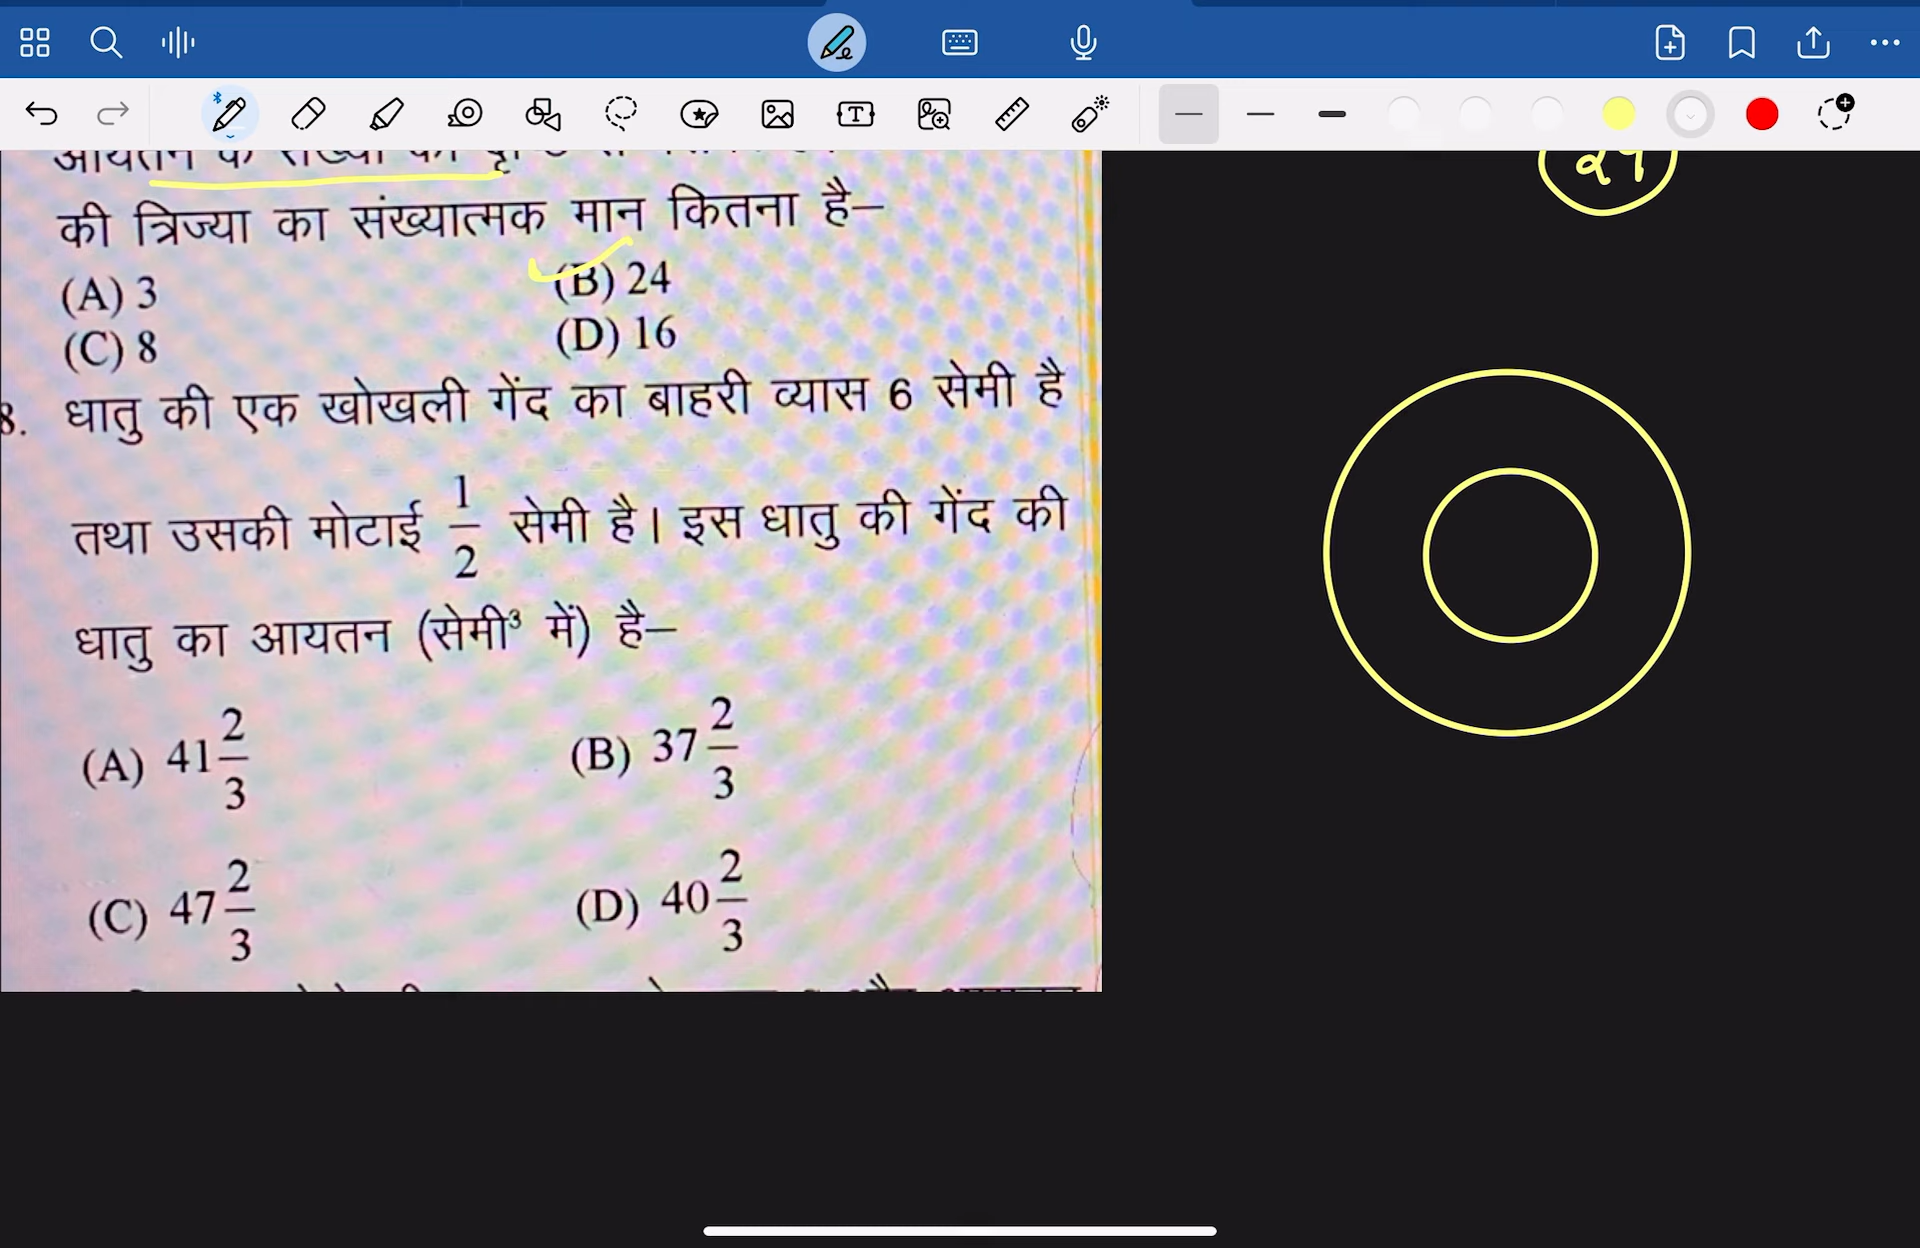 की त्रिज्या का संख्यात्मक मान कितना है–
(A) 3 (B) 24
(C) 8 (D) 16
8. धातु की एक खोखली गेंद का बाहरी व्यास 6 सेमी है
तथा उसकी मोटाई 1/2 सेमी है। इस धातु की गेंद की
धातु का आयतन (सेमी³ में) है–
(A) 41 2/3 (B) 37 2/3
(C) 47 2/3 (D) 40 2/3
24